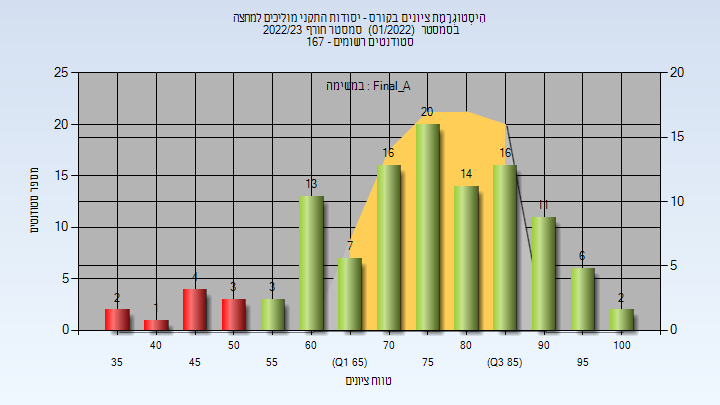 היסטוגרמת ציונים בקורס - יסודות התקני מוליכים למחצה
בסמסטר (01/2022) סמסטר חורף 2022/23
סטודנטים רשומים - 167
במשימה : Final_A
25 20 15 10 5 0
20 15 10 5 0
מספר סטודנטים
2 1 4 3 3 13 7 16 20 14 16 11 6 2
40 50 60 70 80 90 100
35 45 55 (Q1 65) 75 (Q3 85) 95
טווח ציונים